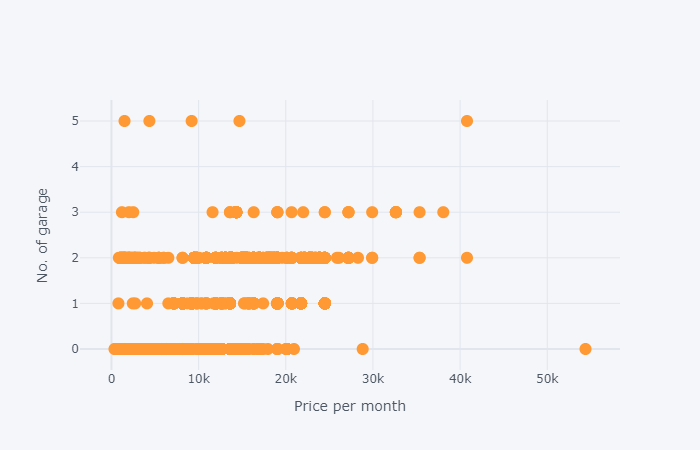 No. of garage
5
4
3
2
1
0
0
10k
20k
30k
40k
50k
Price per month